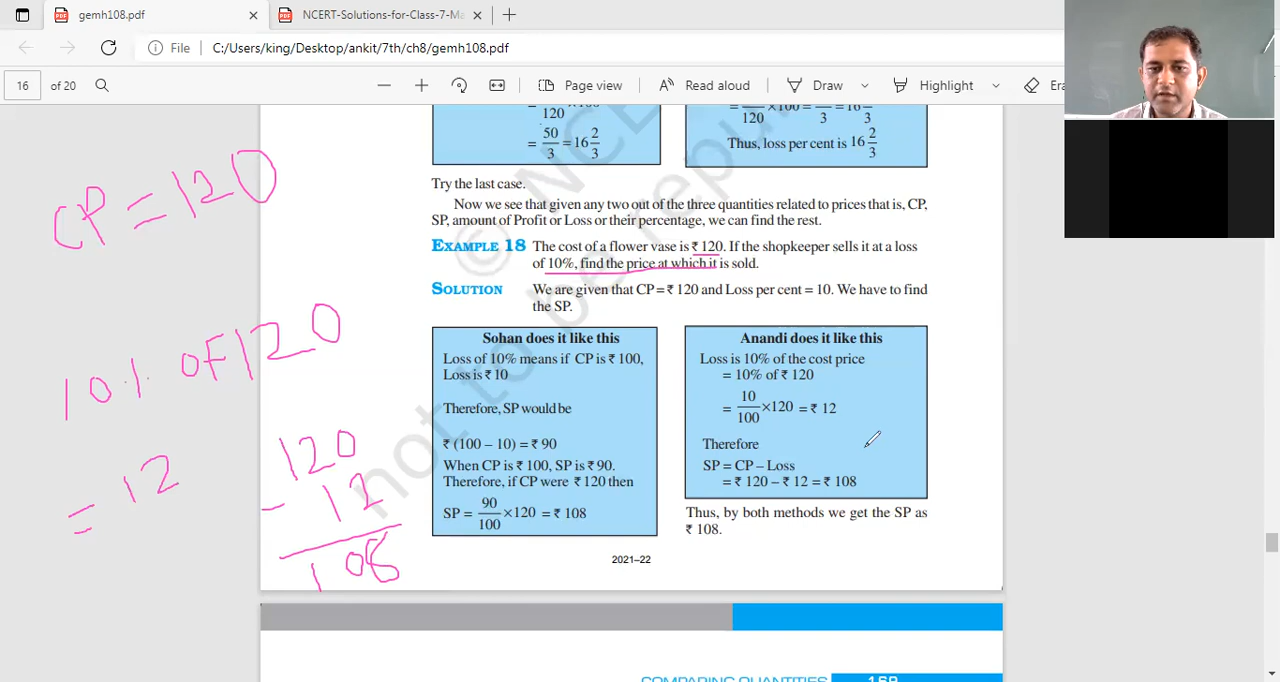 gemh108.pdf
NCERT-Solutions-for-Class-7-Ma
File C:/Users/king/Desktop/ankit/7th/ch8/gemh108.pdf
16 of 20 Page view Read aloud Draw Highlight Era
120
= 50/3 = 16 2/3
120 ×100 = 3 = 16 3
Thus, loss per cent is 16 2/3
Try the last case.
Now we see that given any two out of the three quantities related to prices that is, CP,
SP, amount of Profit or Loss or their percentage, we can find the rest.
EXAMPLE 18 The cost of a flower vase is ₹ 120. If the shopkeeper sells it at a loss
of 10%, find the price at which it is sold.
SOLUTION We are given that CP = ₹ 120 and Loss per cent = 10. We have to find
the SP.
Sohan does it like this
Loss of 10% means if CP is ₹ 100,
Loss is ₹ 10
Therefore, SP would be
₹ (100 – 10) = ₹ 90
When CP is ₹ 100, SP is ₹ 90.
Therefore, if CP were ₹ 120 then
SP = 90/100 ×120 = ₹ 108
Anandi does it like this
Loss is 10% of the cost price
= 10% of ₹ 120
= 10/100 ×120 = ₹ 12
Therefore
SP = CP – Loss
= ₹ 120 – ₹ 12 = ₹ 108
Thus, by both methods we get the SP as
₹ 108.
2021–22
CP = 120
10% OF 120
= 12
120
- 12
108
not to be repu
© NC
COMPARING QUANTITIES